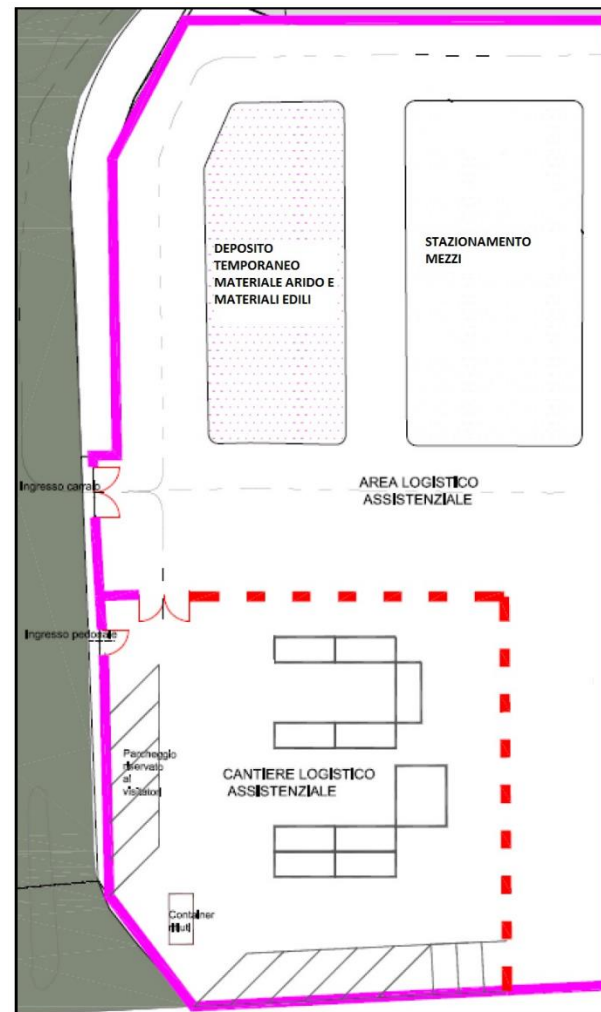 DEPOSITO
TEMPORANEO
MATERIALE ARIDO E
MATERIALI EDILI
STAZIONAMENTO
MEZZI
Ingresso carraio
AREA LOGISTICO
ASSISTENZIALE
Ingresso pedonale
Parcheggio
riservato
ai
visitatori
CANTIERE LOGISTICO
ASSISTENZIALE
Container
rifiuti